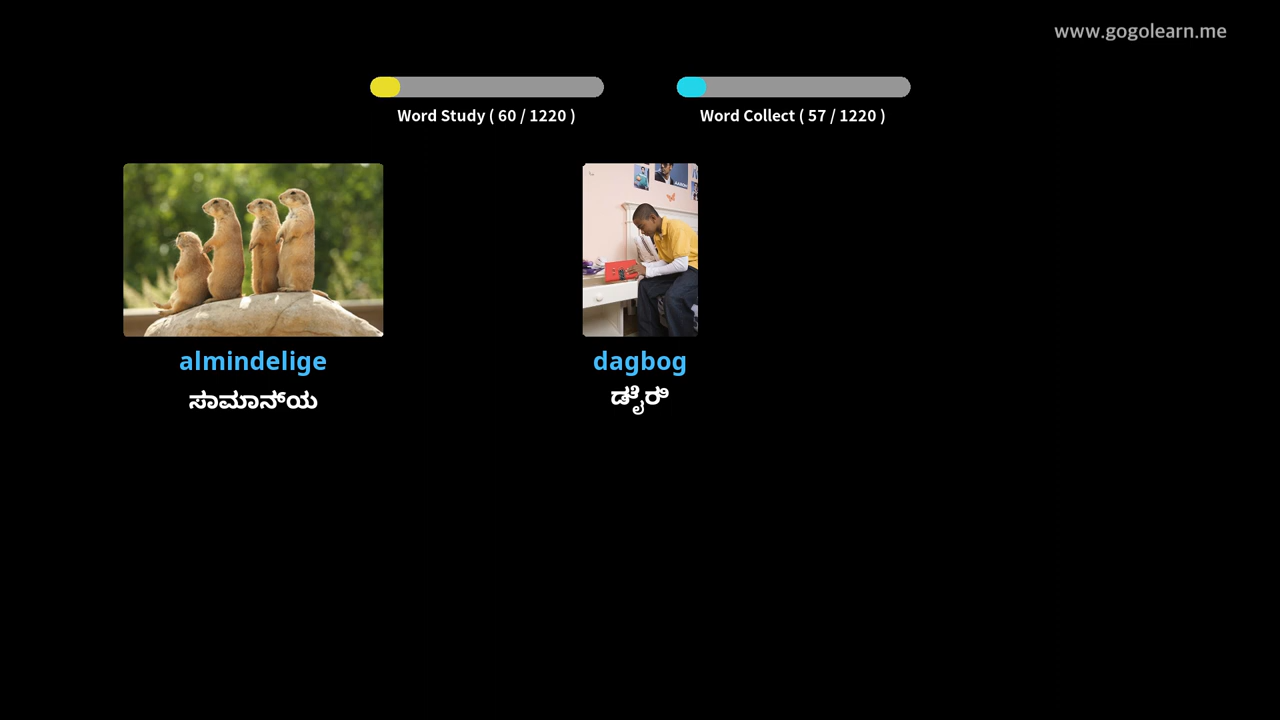 www.gogolearn.me
Word Study ( 60 / 1220 )
Word Collect ( 57 / 1220 )
almindelige
ಸಾಮಾನ್ಯ
dagbog
ಡೈರಿ